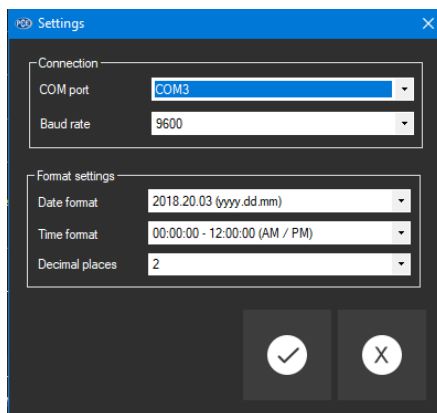 PCE Settings
Connection
COM port COM3
Baud rate 9600
Format settings
Date format 2018.20.03 (yyyy.dd.mm)
Time format 00:00:00 - 12:00:00 (AM / PM)
Decimal places 2
X